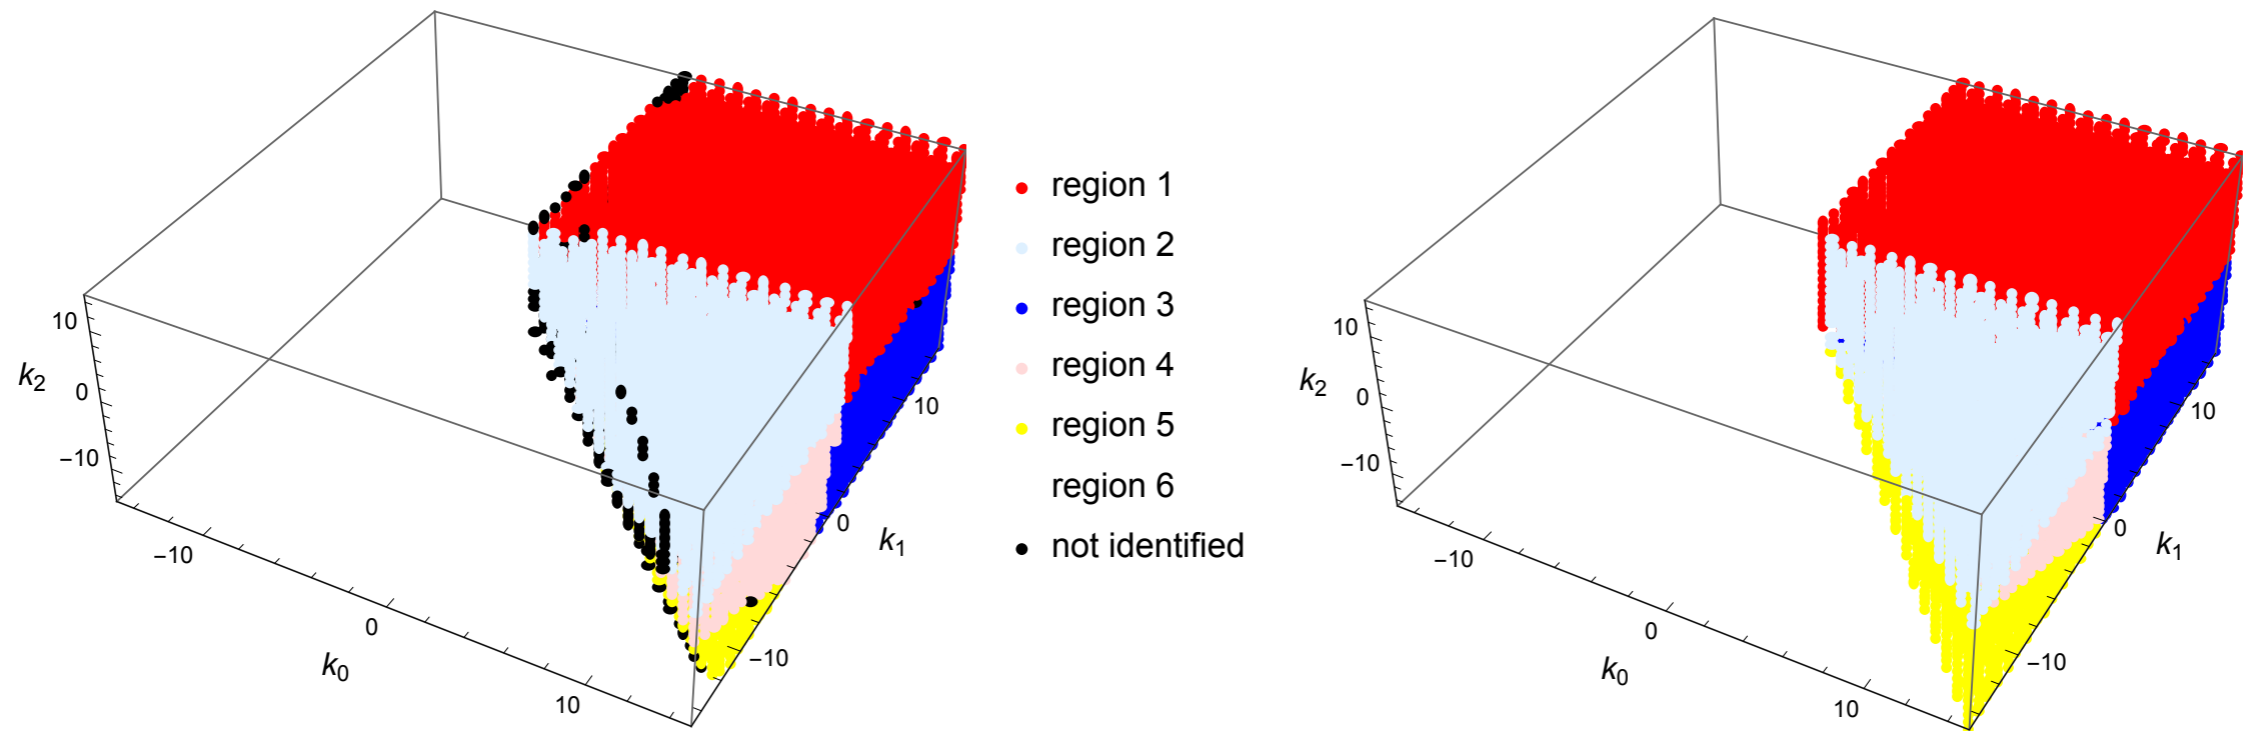 10
k2
0
−10
−10
0
k0
10
−10
0
k1
10
region 1
region 2
region 3
region 4
region 5
region 6
not identified
10
k2
0
−10
−10
0
k0
10
−10
0
k1
10